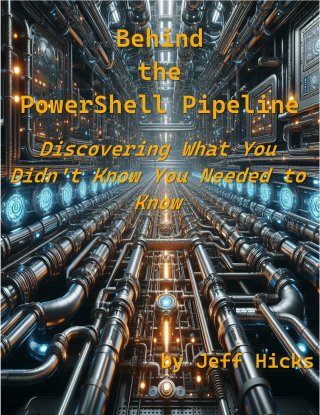 Behind
the
PowerShell Pipeline
Discovering What You
Didn't Know You Needed to
Know
by Jeff Hicks